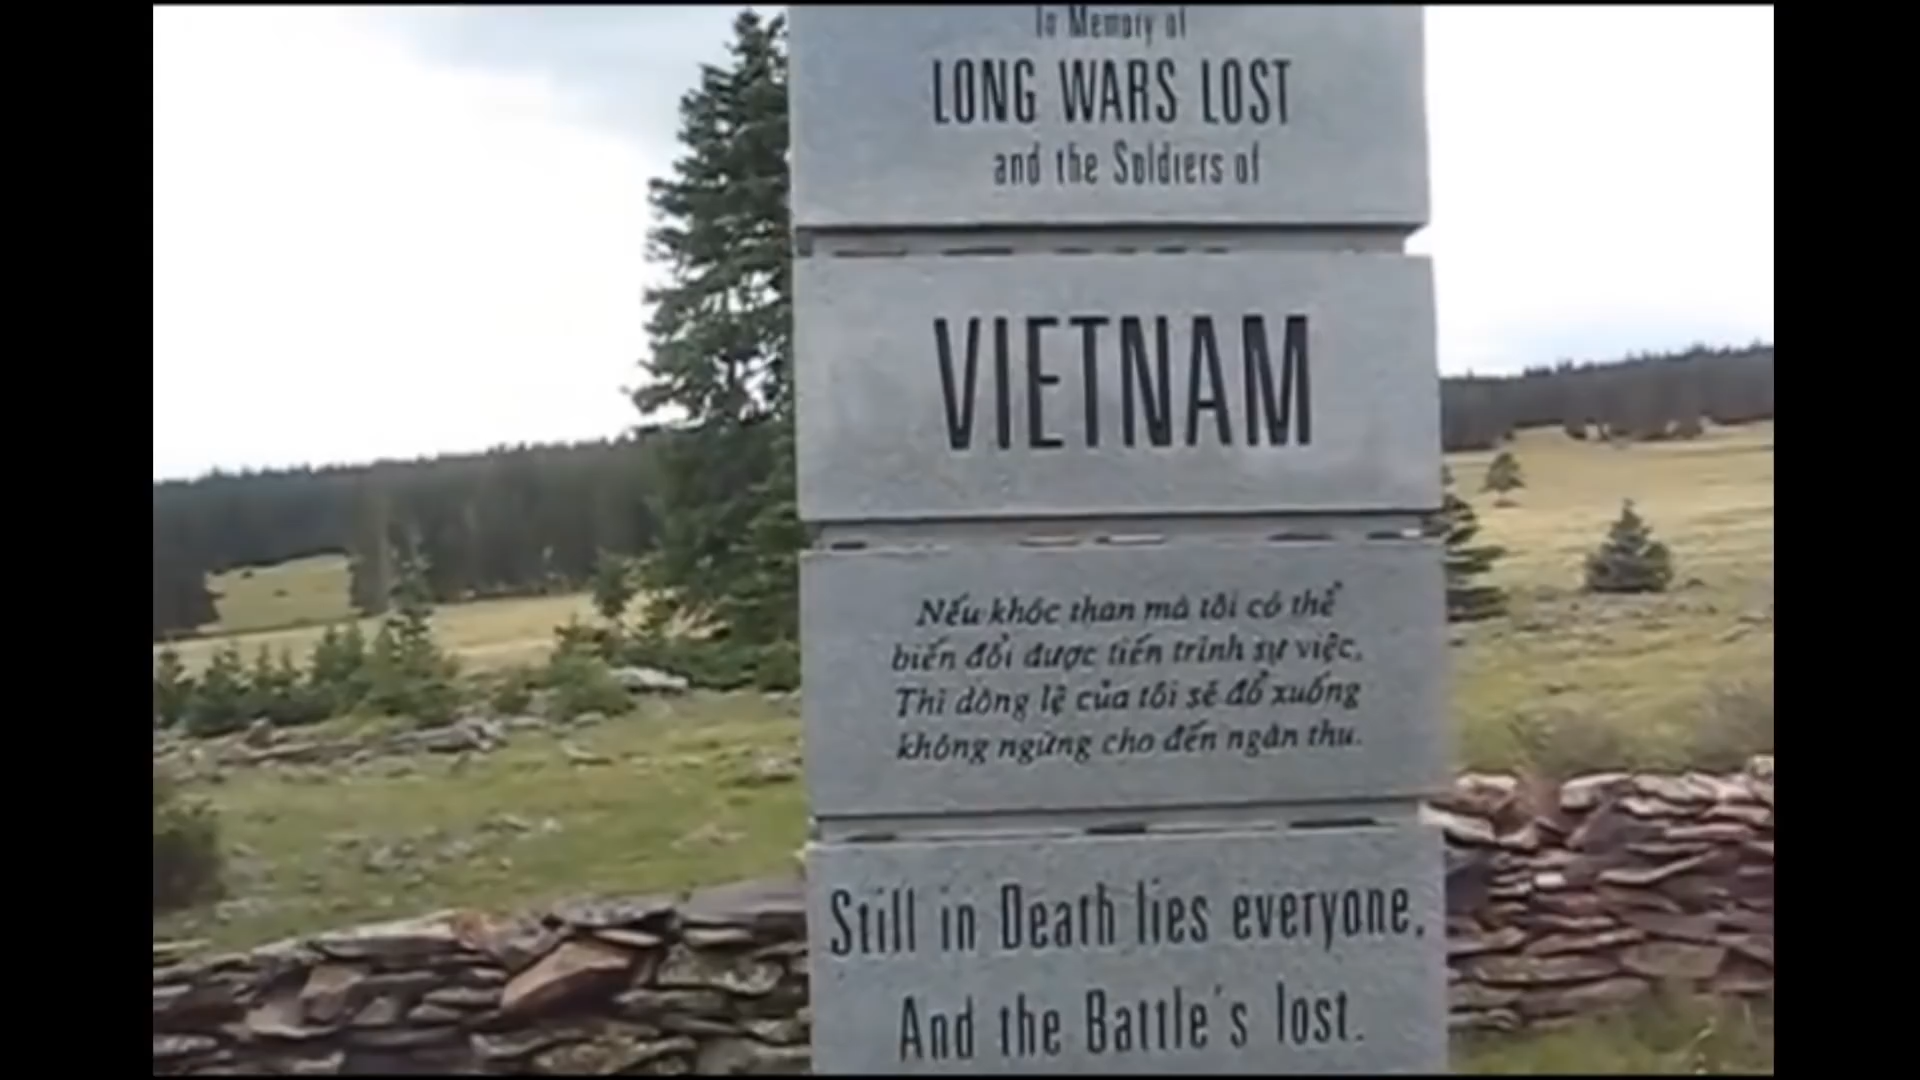 In Memory of
LONG WARS LOST
and the Soldiers of
VIETNAM
Nếu khóc than mà tôi có thể
biến đổi được tiến trình sự việc,
Thì dòng lệ của tôi sẽ đổ xuống
không ngừng cho đến ngàn thu.
Still in Death lies everyone,
And the Battle's lost.